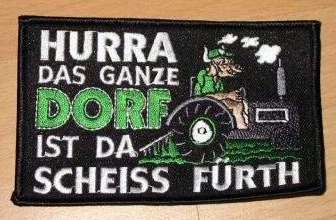 HURRA
DAS GANZE
DORF
IST DA
SCHEISS FÜRTH